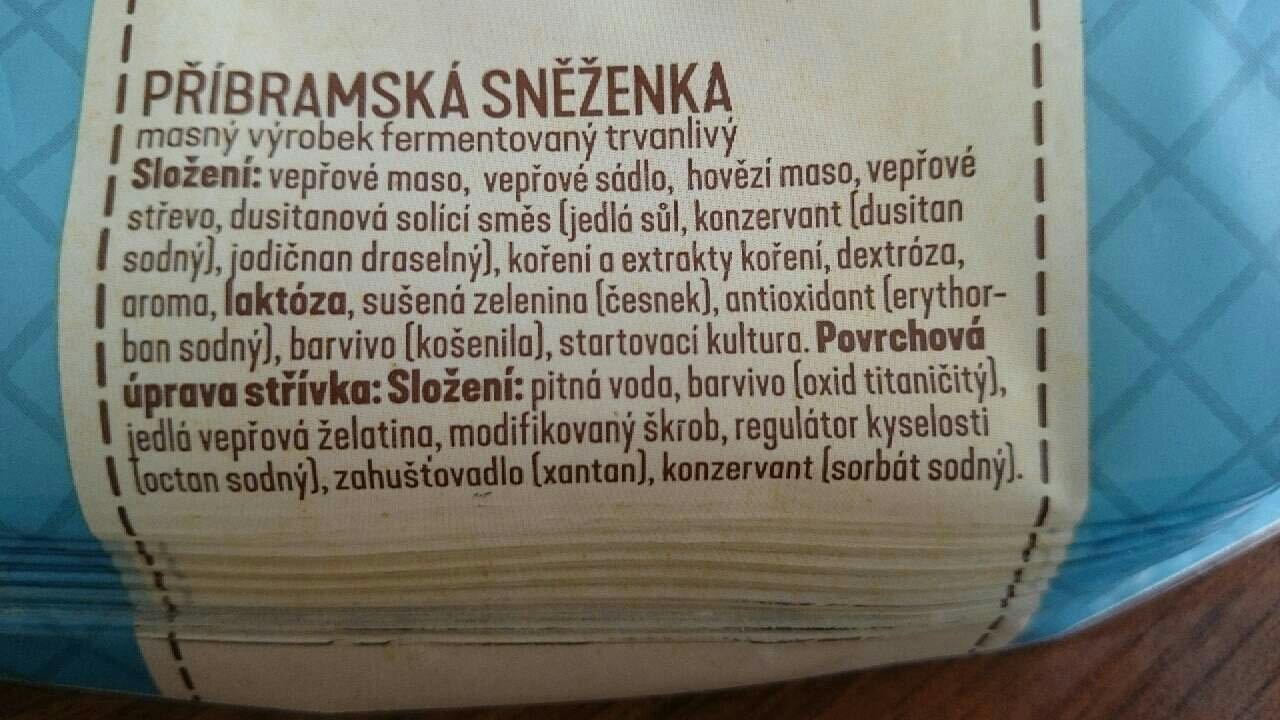 PŘÍBRAMSKÁ SNĚŽENKA
masný výrobek fermentovaný trvanlivý
Složení: vepřové maso, vepřové sádlo, hovězí maso, vepřové
střevo, dusitanová solící směs (jedlá sůl, konzervant (dusitan
sodný), jodičnan draselný), koření a extrakty koření, dextróza,
aroma, laktóza, sušená zelenina (česnek), antioxidant (erythor-
ban sodný), barvivo (košenila), startovací kultura. Povrchová
úprava střívka: Složení: pitná voda, barvivo (oxid titaničitý),
jedlá vepřová želatina, modifikovaný škrob, regulátor kyselosti
(octan sodný), zahušťovadlo (xantan), konzervant (sorbát sodný).